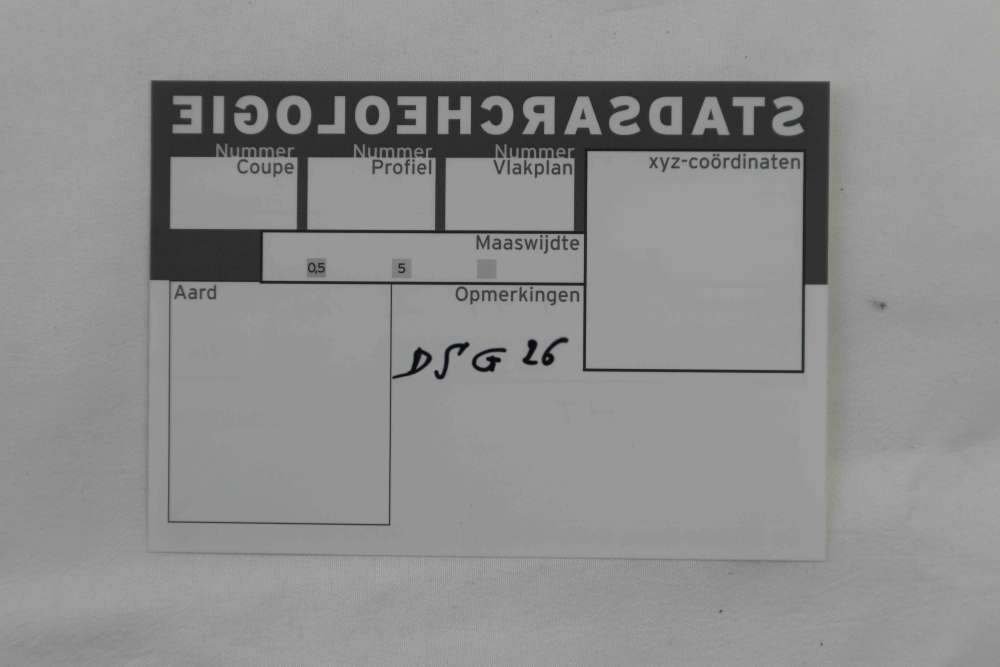 STADSARCHEOLOGIE
Nummer Coupe
Nummer Profiel
Nummer Vlakplan
xyz-coördinaten
Maaswijdte
0,5 5
Aard
Opmerkingen
DSG 26